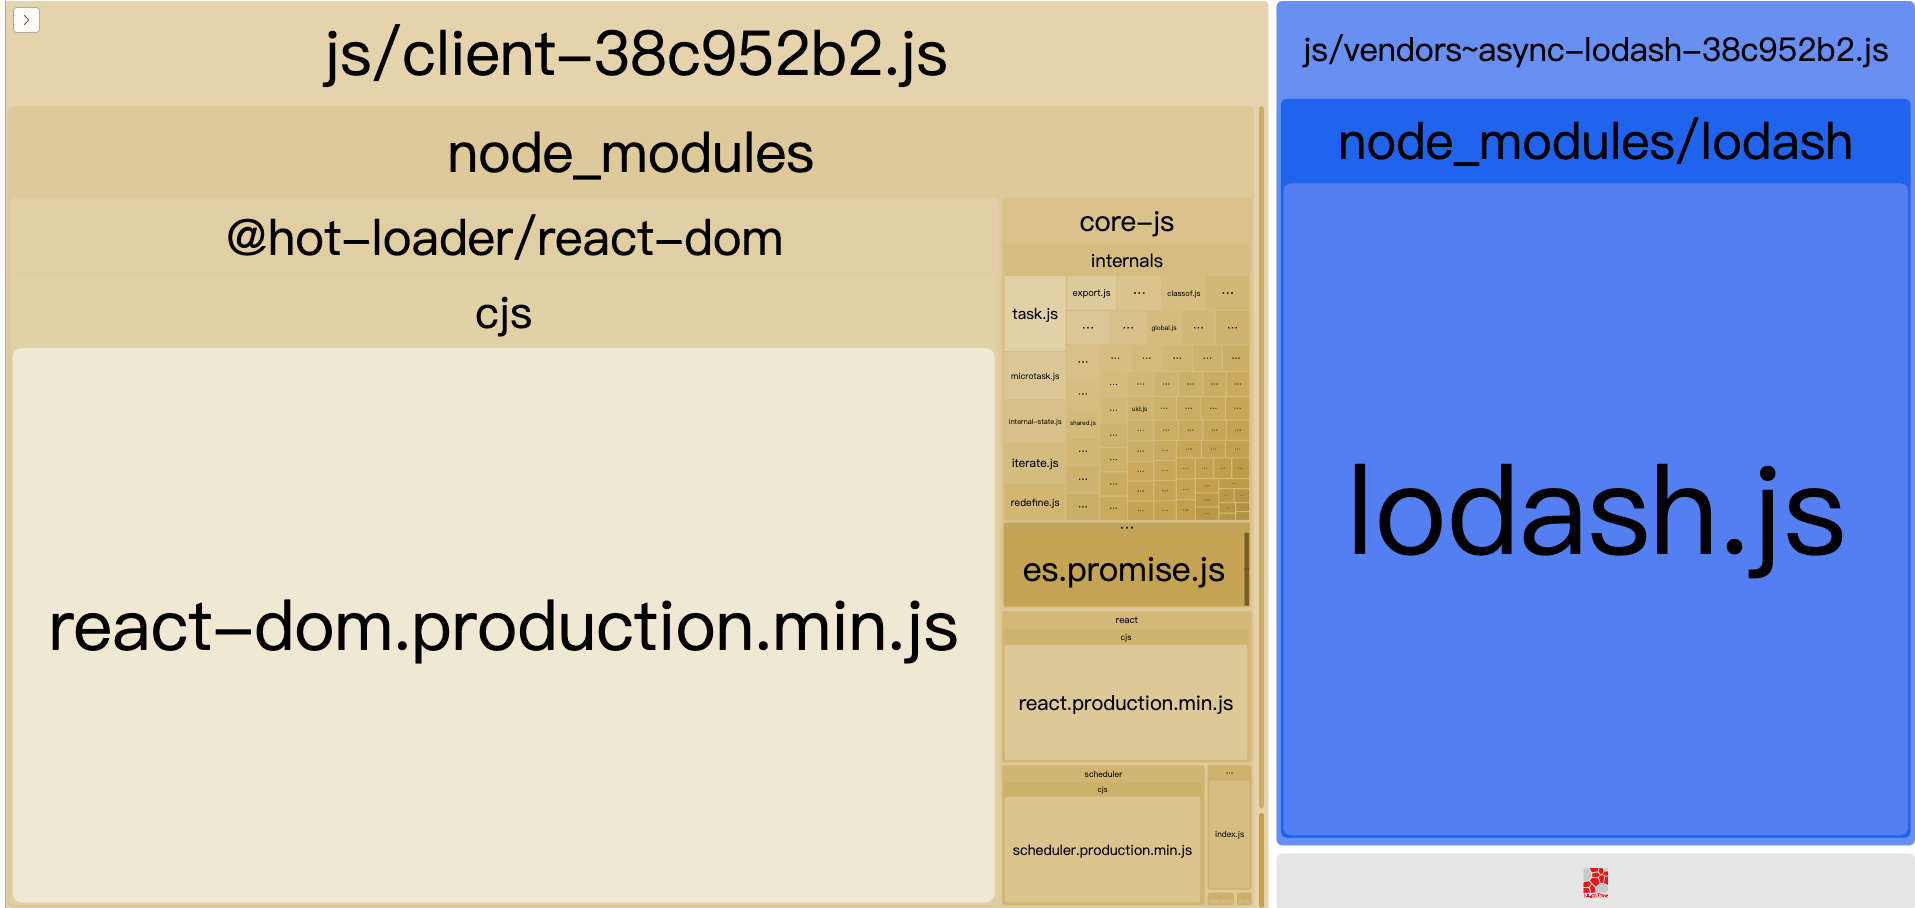 js/client-38c952b2.js
node_modules
@hot-loader/react-dom
cjs
react-dom.production.min.js
core-js
internals
task.js
export.js
...
classof.js
...
...
...
global.js
...
...
microtask.js
internal-state.js
shared.js
uid.js
iterate.js
redefine.js
...
es.promise.js
react
cjs
react.production.min.js
scheduler
cjs
scheduler.production.min.js
...
index.js
js/vendors~async-lodash-38c952b2.js
node_modules/lodash
lodash.js